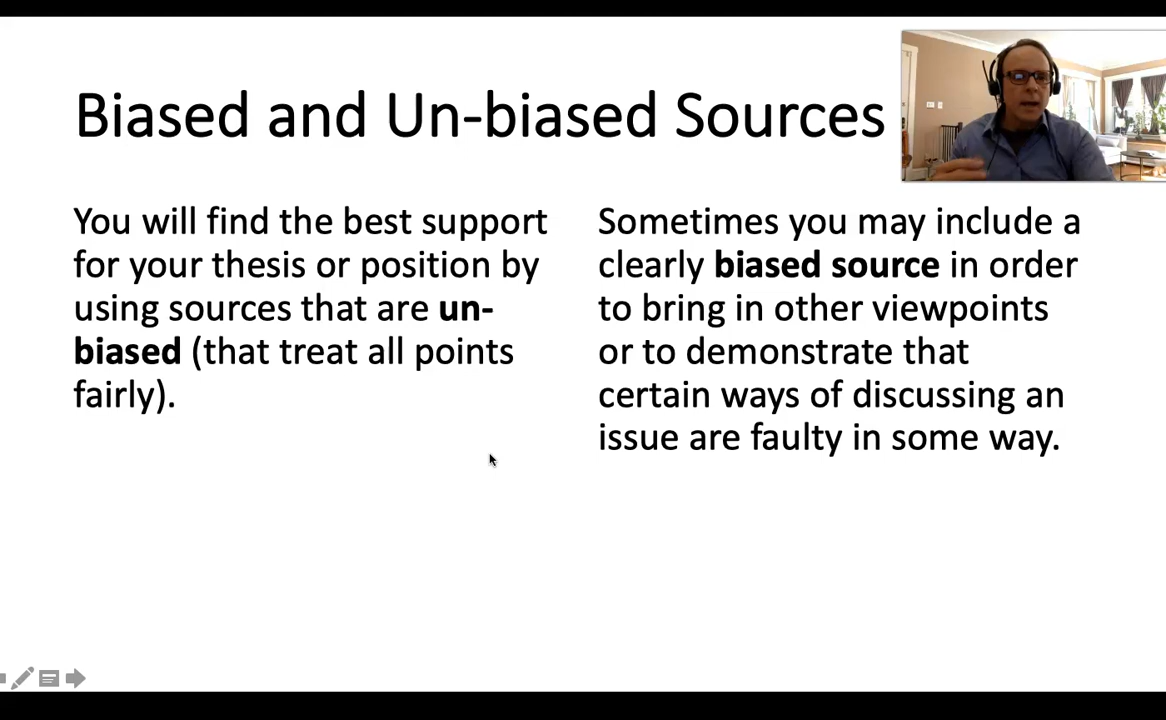 Biased and Un-biased Sources
You will find the best support
for your thesis or position by
using sources that are un-
biased (that treat all points
fairly).
Sometimes you may include a
clearly biased source in order
to bring in other viewpoints
or to demonstrate that
certain ways of discussing an
issue are faulty in some way.